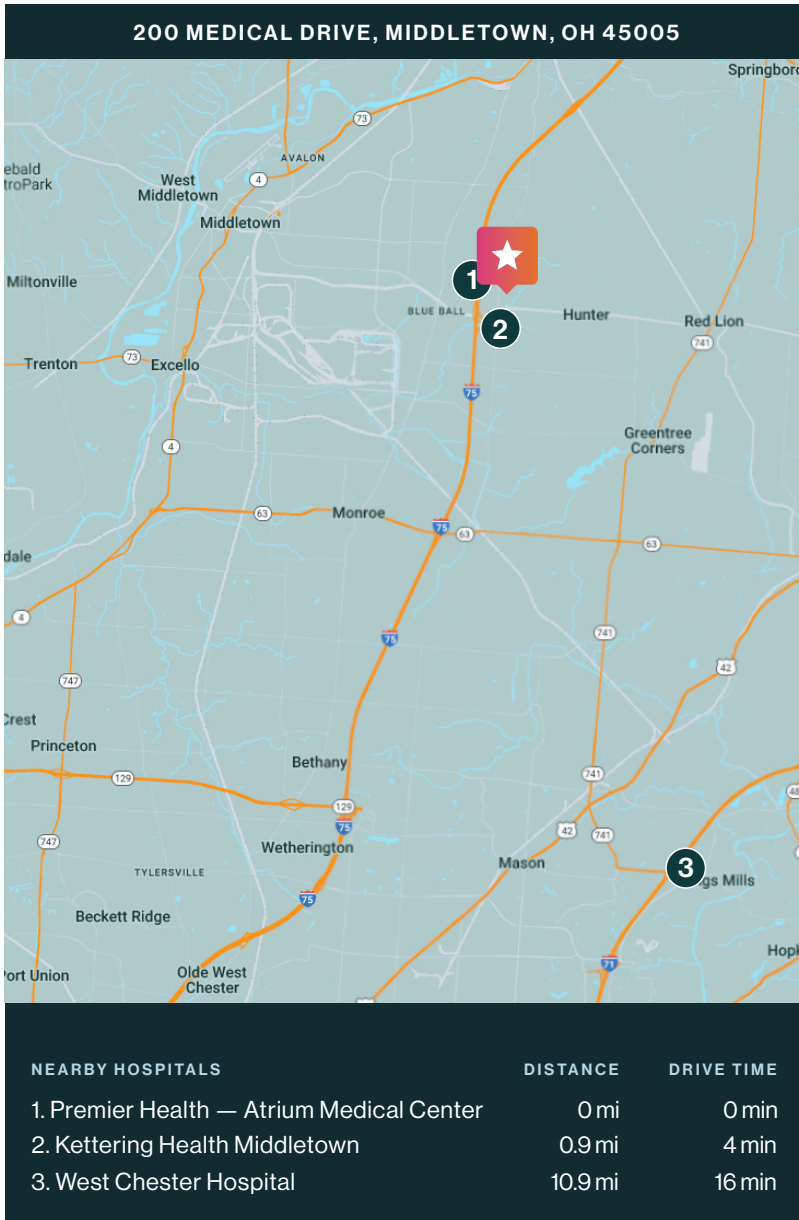 200 MEDICAL DRIVE, MIDDLETOWN, OH 45005
Springboro
73
AVALON
ebald
troPark
4
West
Middletown
Middletown
Miltonville
1
BLUE BALL
2
Hunter
Red Lion
741
Trenton
73
Excello
75
Greentree
Corners
4
63
Monroe
75
63
63
dale
4
741
75
42
747
Crest
Princeton
Bethany
129
741
48
129
75
747
Wetherington
42
741
Mason
3
gs Mills
TYLERSVILLE
75
Beckett Ridge
Port Union
Olde West
Chester
71
Hopk
NEARBY HOSPITALS DISTANCE DRIVE TIME
1. Premier Health — Atrium Medical Center 0 mi 0 min
2. Kettering Health Middletown 0.9 mi 4 min
3. West Chester Hospital 10.9 mi 16 min